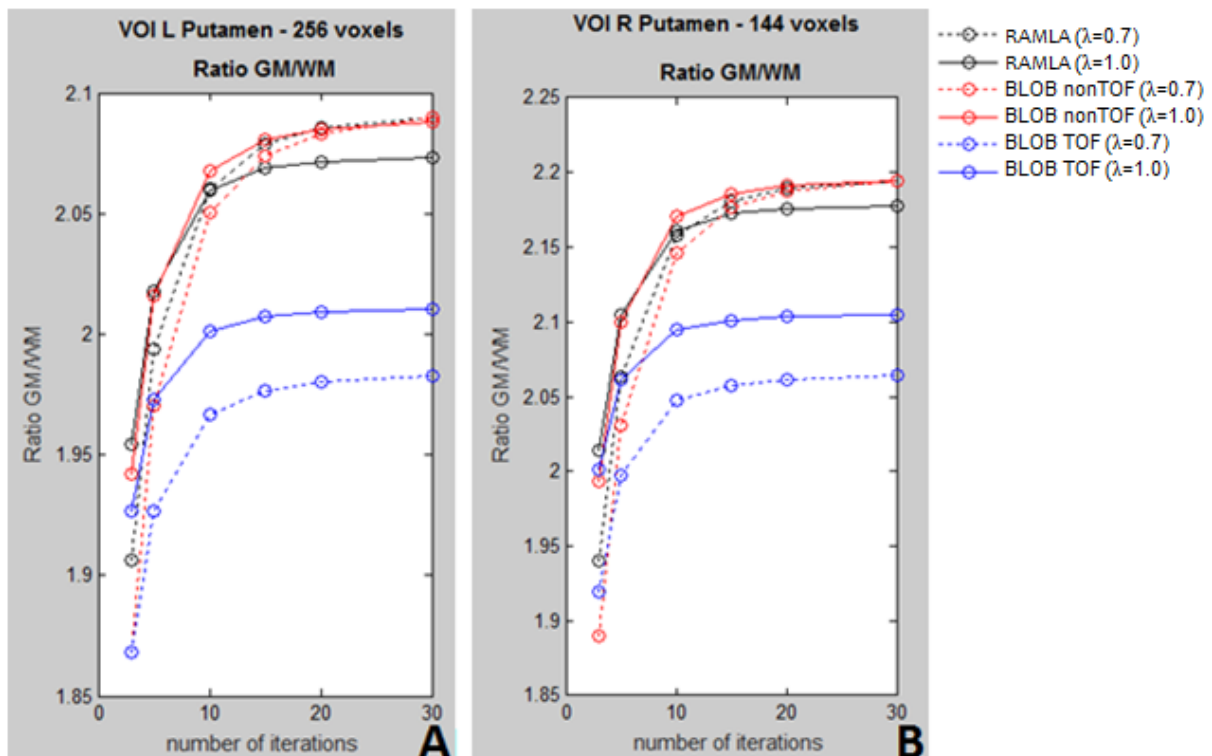 VOI L Putamen - 256 voxels
Ratio GM/WM
2.1
2.05
2
1.95
1.9
1.85
Ratio GM/WM
0
10
20
30
number of iterations
A
VOI R Putamen - 144 voxels
Ratio GM/WM
2.25
2.2
2.15
2.1
2.05
2
1.95
1.9
1.85
Ratio GM/WM
0
10
20
30
number of iterations
B
RAMLA (λ=0.7)
RAMLA (λ=1.0)
BLOB nonTOF (λ=0.7)
BLOB nonTOF (λ=1.0)
BLOB TOF (λ=0.7)
BLOB TOF (λ=1.0)